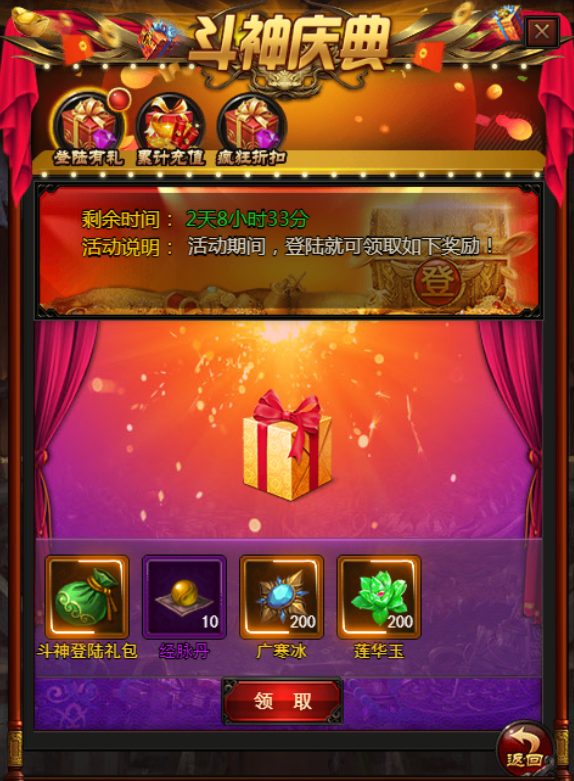 斗神庆典
登陆有礼 累计充值 疯狂折扣
剩余时间： 2天8小时33分
活动说明： 活动期间，登陆就可领取如下奖励！
登
10 200 200
斗神登陆礼包 经脉丹 广寒冰 莲华玉
领 取
返回